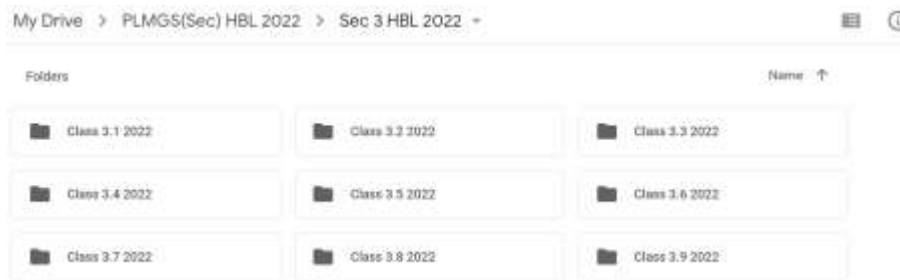 My Drive > PLMGS(Sec) HBL 2022 > Sec 3 HBL 2022
Folders Name ↑
Class 3.1 2022 Class 3.2 2022 Class 3.3 2022
Class 3.4 2022 Class 3.5 2022 Class 3.6 2022
Class 3.7 2022 Class 3.8 2022 Class 3.9 2022